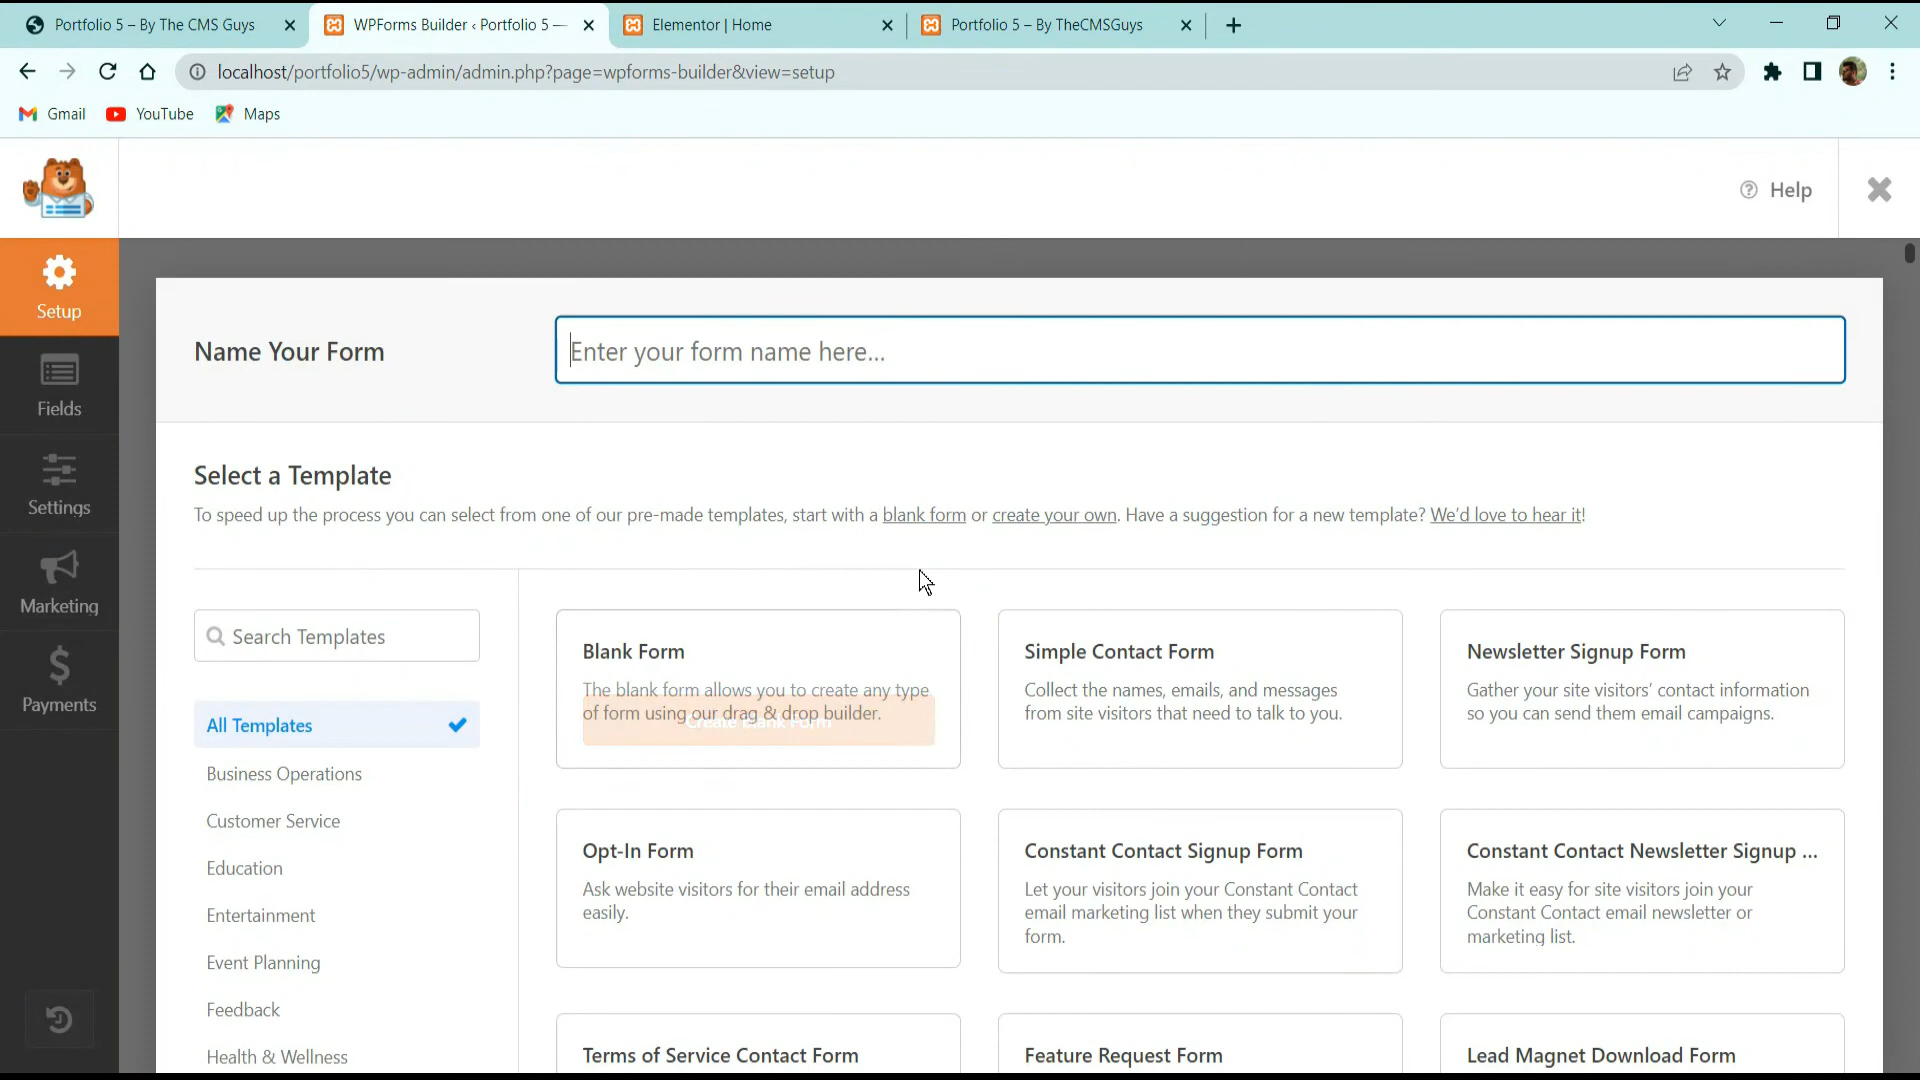 Portfolio 5 – By The CMS Guys
WPForms Builder ‹ Portfolio 5 —
Elementor | Home
Portfolio 5 – By TheCMSGuys
localhost/portfolio5/wp-admin/admin.php?page=wpforms-builder&view=setup
Gmail
YouTube
Maps
Help
Setup
Fields
Settings
Marketing
Payments
Name Your Form
Enter your form name here...
Select a Template
To speed up the process you can select from one of our pre-made templates, start with a blank form or create your own. Have a suggestion for a new template? We'd love to hear it!
Search Templates
All Templates
Business Operations
Customer Service
Education
Entertainment
Event Planning
Feedback
Health & Wellness
Blank Form
The blank form allows you to create any type
of form using our drag & drop builder.
Create Blank Form
Simple Contact Form
Collect the names, emails, and messages
from site visitors that need to talk to you.
Newsletter Signup Form
Gather your site visitors' contact information
so you can send them email campaigns.
Opt-In Form
Ask website visitors for their email address
easily.
Constant Contact Signup Form
Let your visitors join your Constant Contact
email marketing list when they submit your
form.
Constant Contact Newsletter Signup ...
Make it easy for site visitors join your
Constant Contact email newsletter or
marketing list.
Terms of Service Contact Form
Feature Request Form
Lead Magnet Download Form